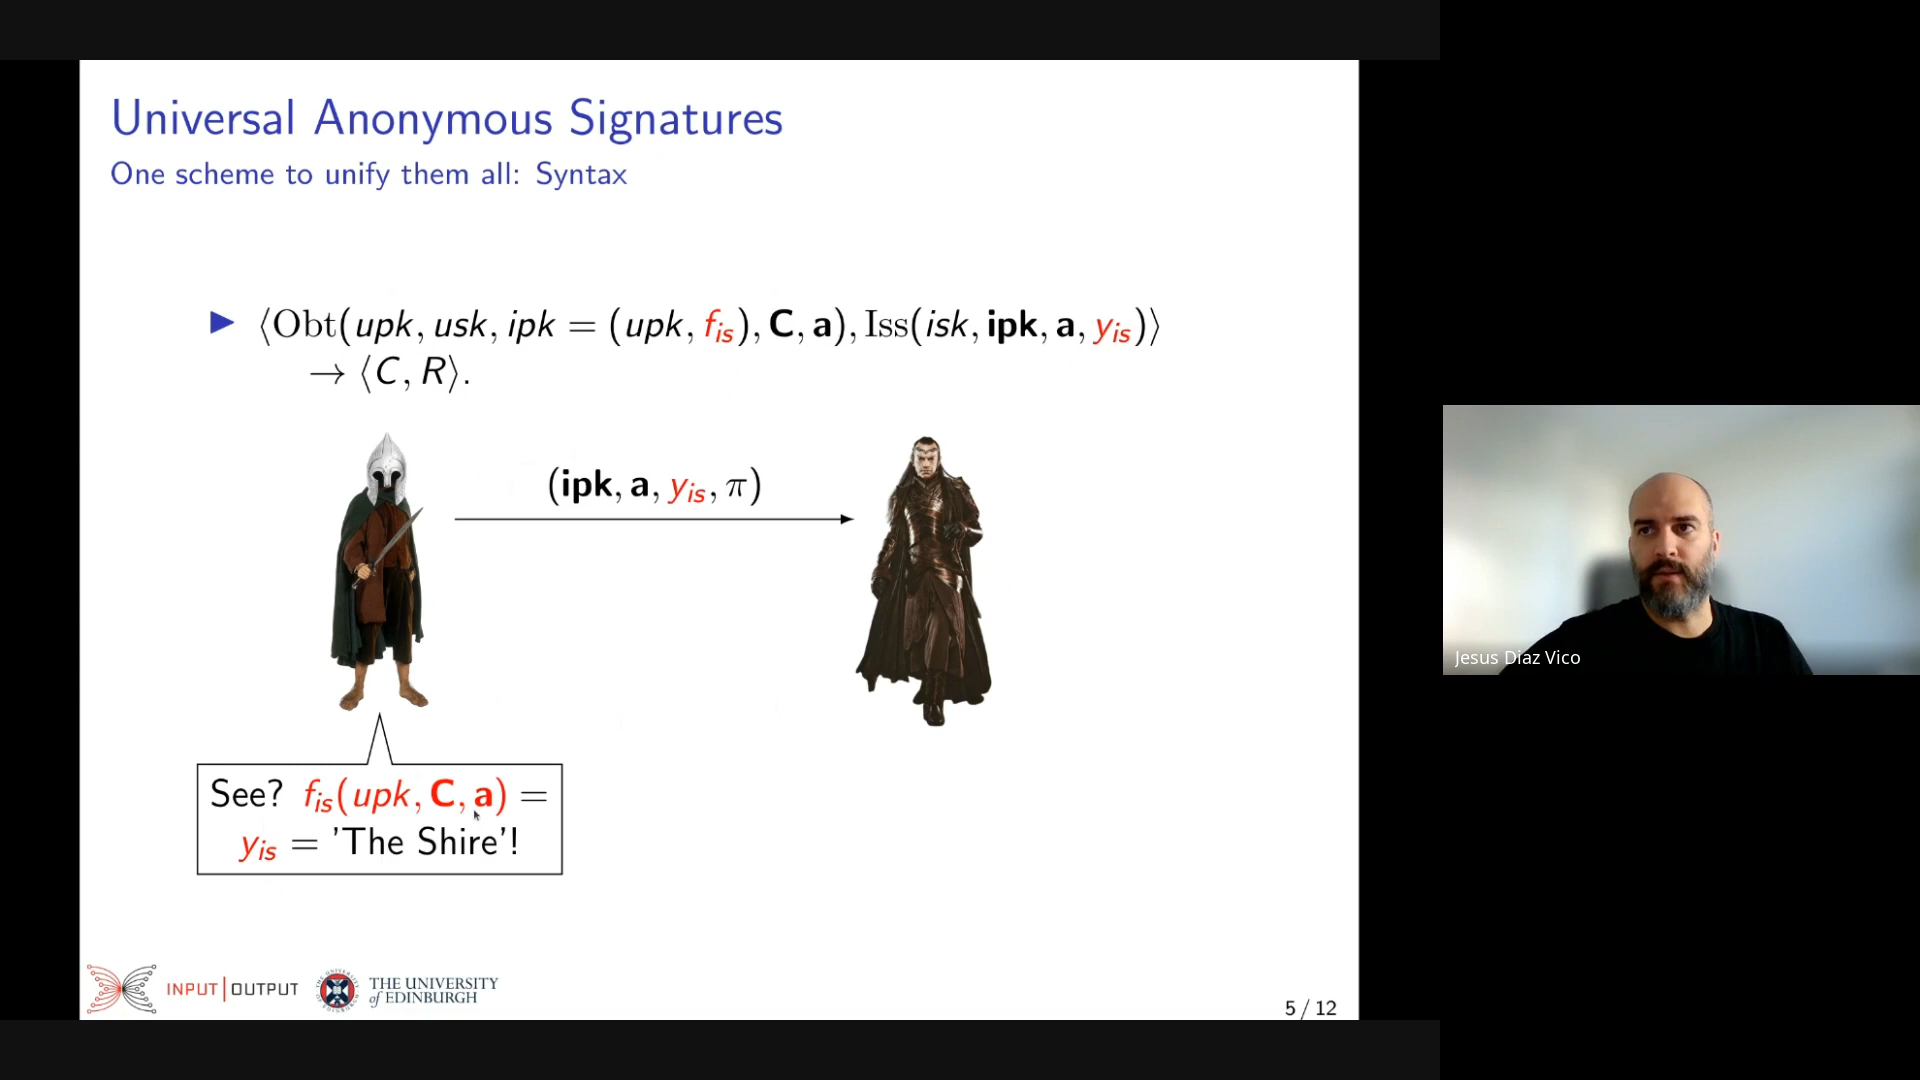 Universal Anonymous Signatures
One scheme to unify them all: Syntax
⟨Obt(upk, usk, ipk = (upk, f_is), C, a), Iss(isk, ipk, a, y_is)⟩
→ ⟨C, R⟩.
(ipk, a, y_is, π)
See? f_is(upk, C, a) =
y_is = 'The Shire'!
Jesus Diaz Vico
INPUT|OUTPUT
THE UNIVERSITY
of EDINBURGH
5 / 12